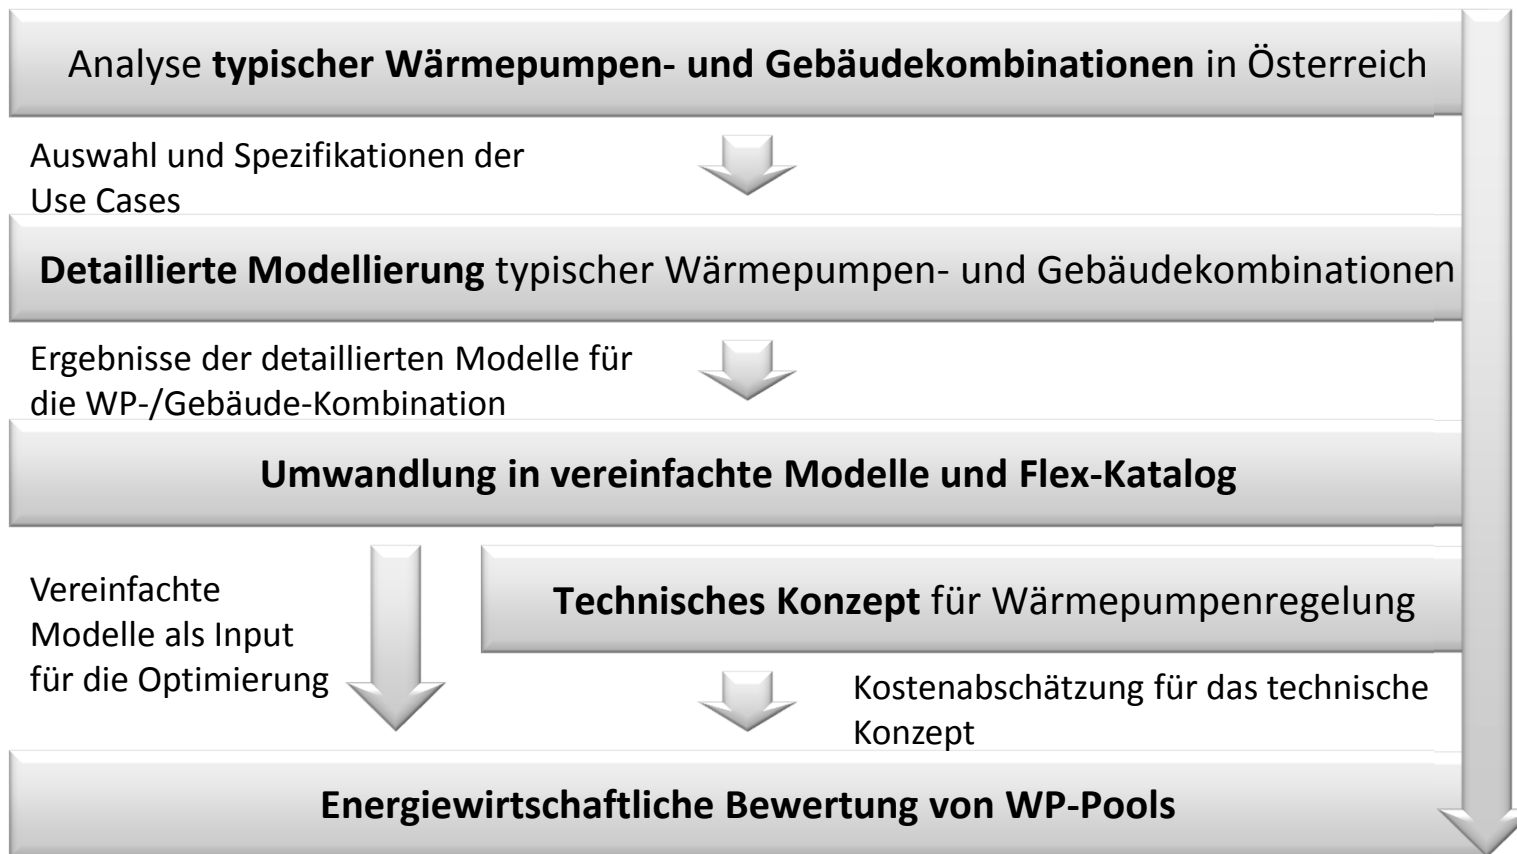 Analyse typischer Wärmepumpen- und Gebäudekombinationen in Österreich
Auswahl und Spezifikationen der
Use Cases
Detaillierte Modellierung typischer Wärmepumpen- und Gebäudekombinationen
Ergebnisse der detaillierten Modelle für
die WP-/Gebäude-Kombination
Umwandlung in vereinfachte Modelle und Flex-Katalog
Vereinfachte
Modelle als Input
für die Optimierung
Technisches Konzept für Wärmepumpenregelung
Kostenabschätzung für das technische
Konzept
Energiewirtschaftliche Bewertung von WP-Pools